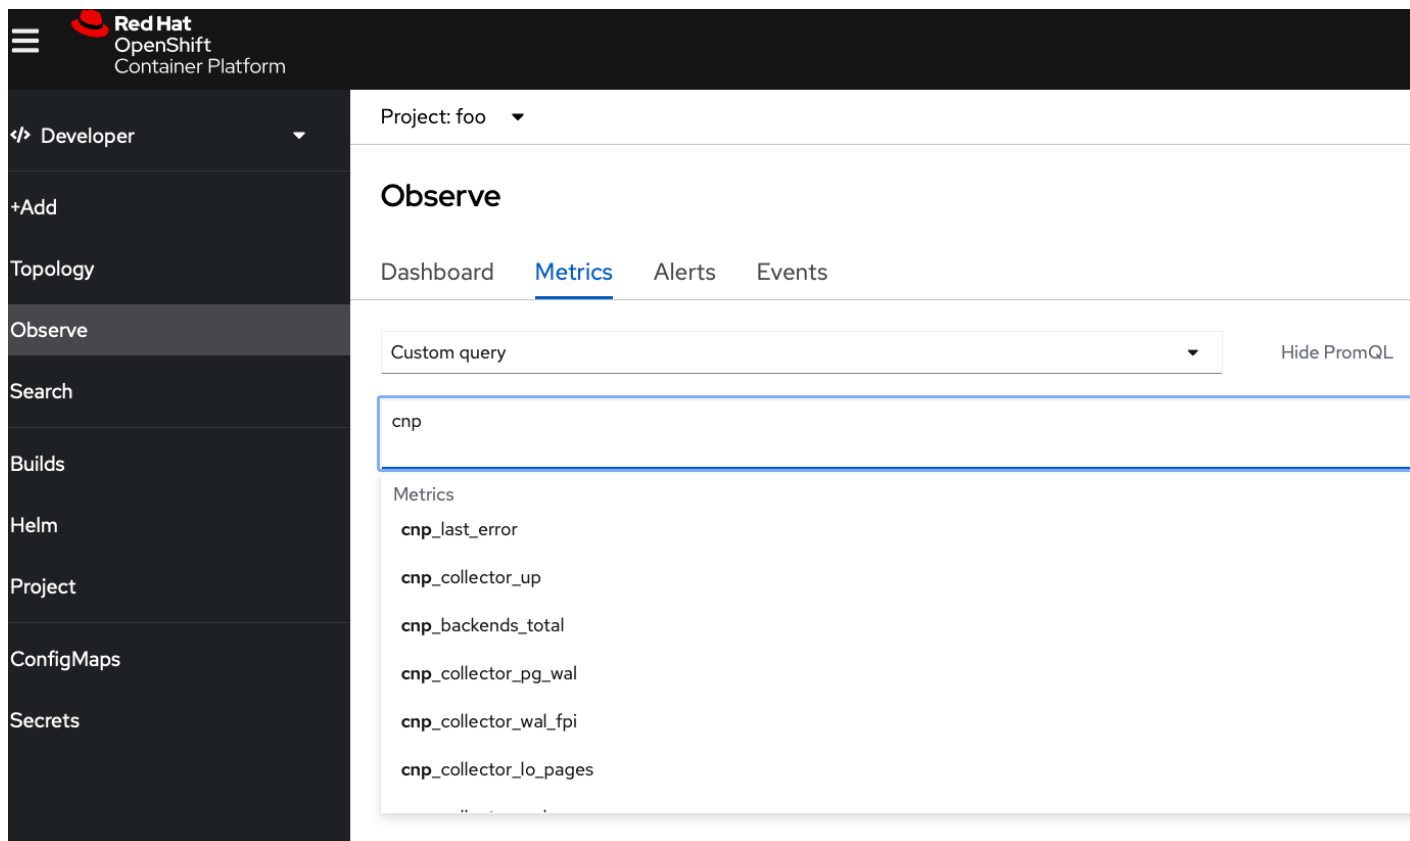 Red Hat
OpenShift
Container Platform
Developer
+Add
Topology
Observe
Search
Builds
Helm
Project
ConfigMaps
Secrets
Project: foo
Observe
Dashboard Metrics Alerts Events
Custom query
Hide PromQL
cnp
Metrics
cnp_last_error
cnp_collector_up
cnp_backends_total
cnp_collector_pg_wal
cnp_collector_wal_fpi
cnp_collector_lo_pages